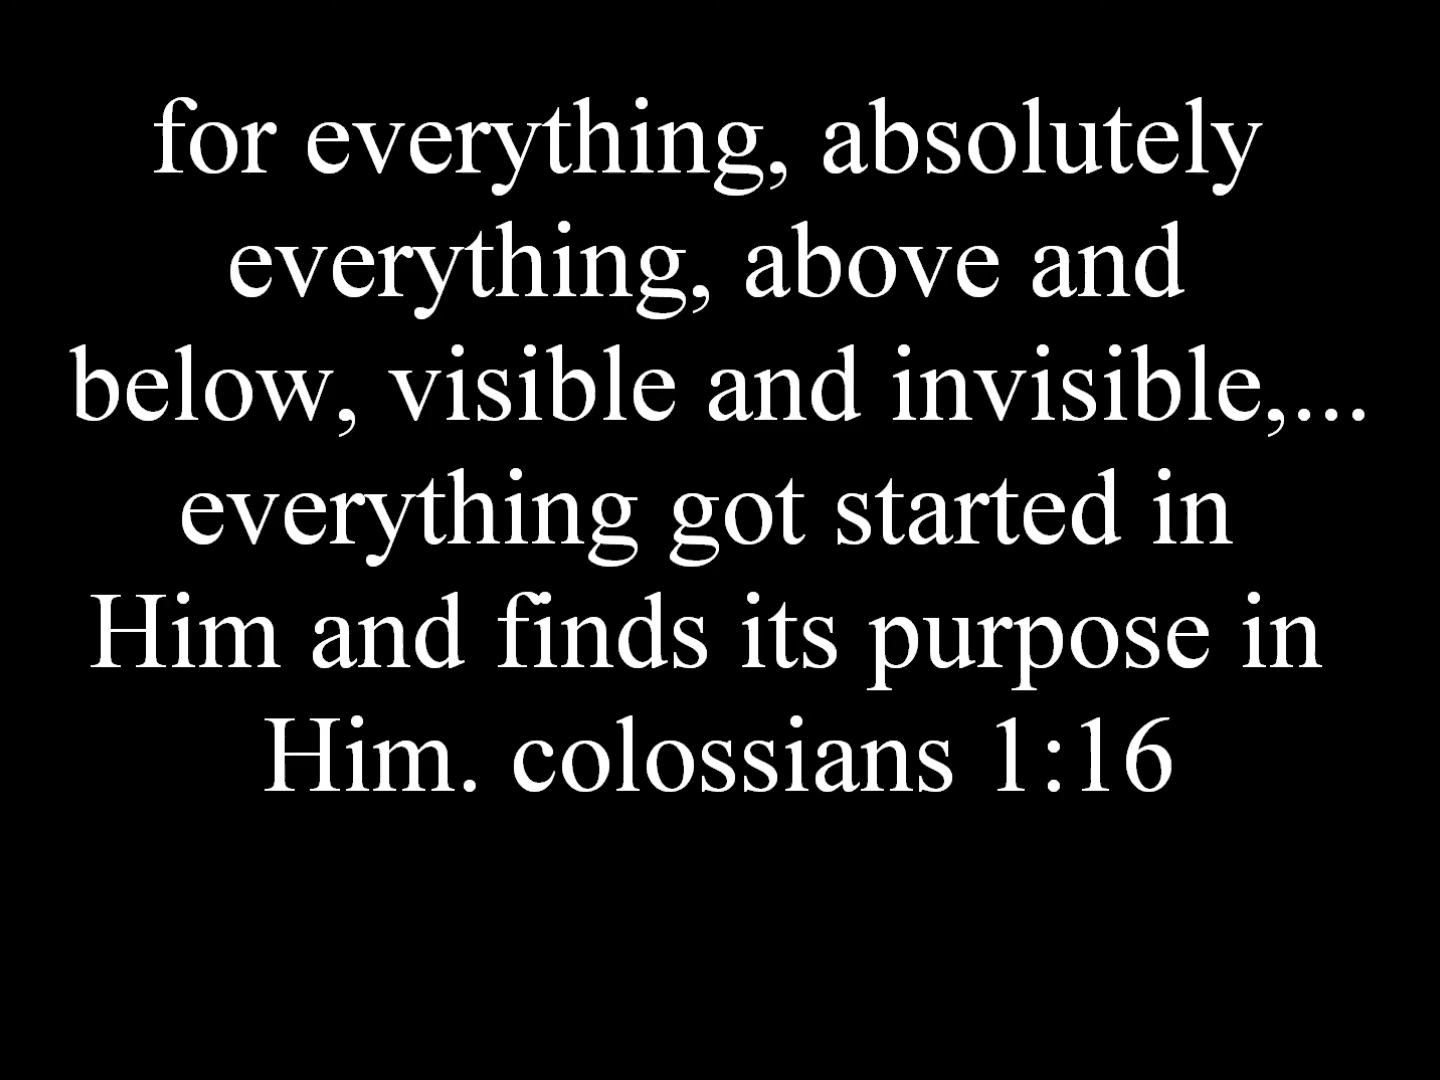 for everything, absolutely
everything, above and
below, visible and invisible,...
everything got started in
Him and finds its purpose in
Him. colossians 1:16